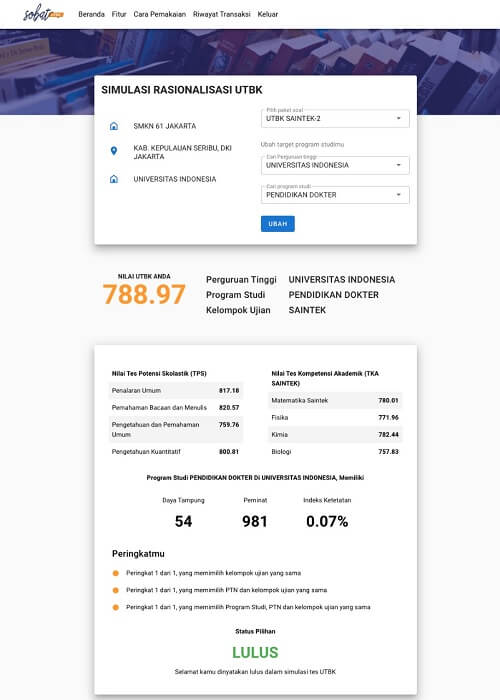 sobat
Beranda Fitur Cara Pemakaian Riwayat Transaksi Keluar
SIMULASI RASIONALISASI UTBK
SMKN 61 JAKARTA
KAB. KEPULAUAN SERIBU, DKI
JAKARTA
UNIVERSITAS INDONESIA
Pilih paket soal
UTBK SAINTEK-2
Ubah target program studimu
Cari Perguruan tinggi
UNIVERSITAS INDONESIA
Cari program studi
PENDIDIKAN DOKTER
UBAH
NILAI UTBK ANDA
788.97
Perguruan Tinggi UNIVERSITAS INDONESIA
Program Studi PENDIDIKAN DOKTER
Kelompok Ujian SAINTEK
Nilai Tes Potensi Skolastik (TPS)
Penalaran Umum 817.18
Pemahaman Bacaan dan Menulis 820.57
Pengetahuan dan Pemahaman
Umum 759.76
Pengetahuan Kuantitatif 800.81
Nilai Tes Kompetensi Akademik (TKA
SAINTEK)
Matematika Saintek 780.01
Fisika 771.96
Kimia 782.44
Biologi 757.83
Program Studi PENDIDIKAN DOKTER Di UNIVERSITAS INDONESIA, Memiliki
Daya Tampung Peminat Indeks Ketetatan
54 981 0.07%
Peringkatmu
Peringkat 1 dari 1, yang memimilih kelompok ujian yang sama
Peringkat 1 dari 1, yang memimilih PTN dan kelompok ujian yang sama
Peringkat 1 dari 1, yang memimilih Program Studi, PTN dan kelompok ujian yang sama
Status Pilihan
LULUS
Selamat kamu dinyatakan lulus dalam simulasi tes UTBK